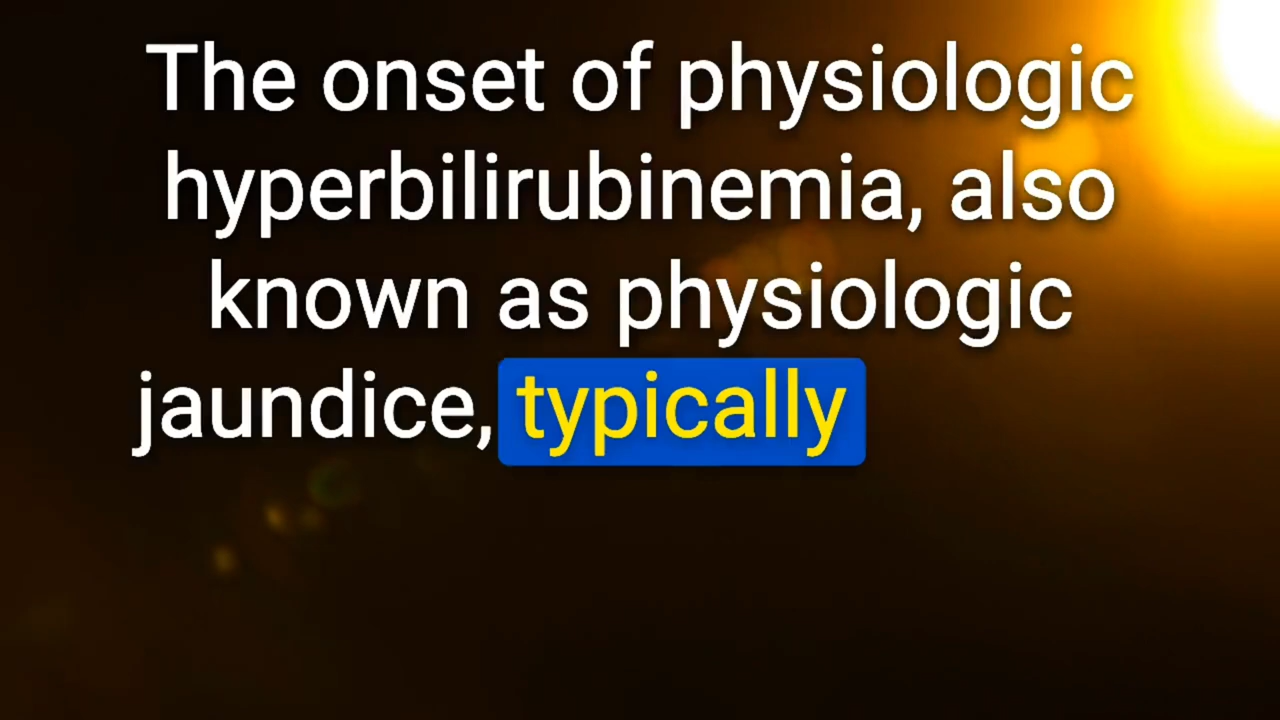 The onset of physiologic
hyperbilirubinemia, also
known as physiologic
jaundice, typically